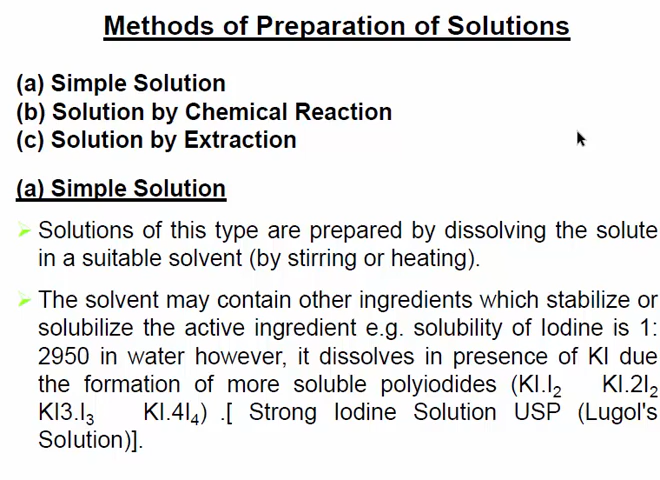 Methods of Preparation of Solutions
(a) Simple Solution
(b) Solution by Chemical Reaction
(c) Solution by Extraction
(a) Simple Solution
Solutions of this type are prepared by dissolving the solute
in a suitable solvent (by stirring or heating).
The solvent may contain other ingredients which stabilize or
solubilize the active ingredient e.g. solubility of Iodine is 1:
2950 in water however, it dissolves in presence of KI due
the formation of more soluble polyiodides (KI.I₂ KI.2I₂
KI3.I₃ KI.4I₄) .[ Strong Iodine Solution USP (Lugol's
Solution)].